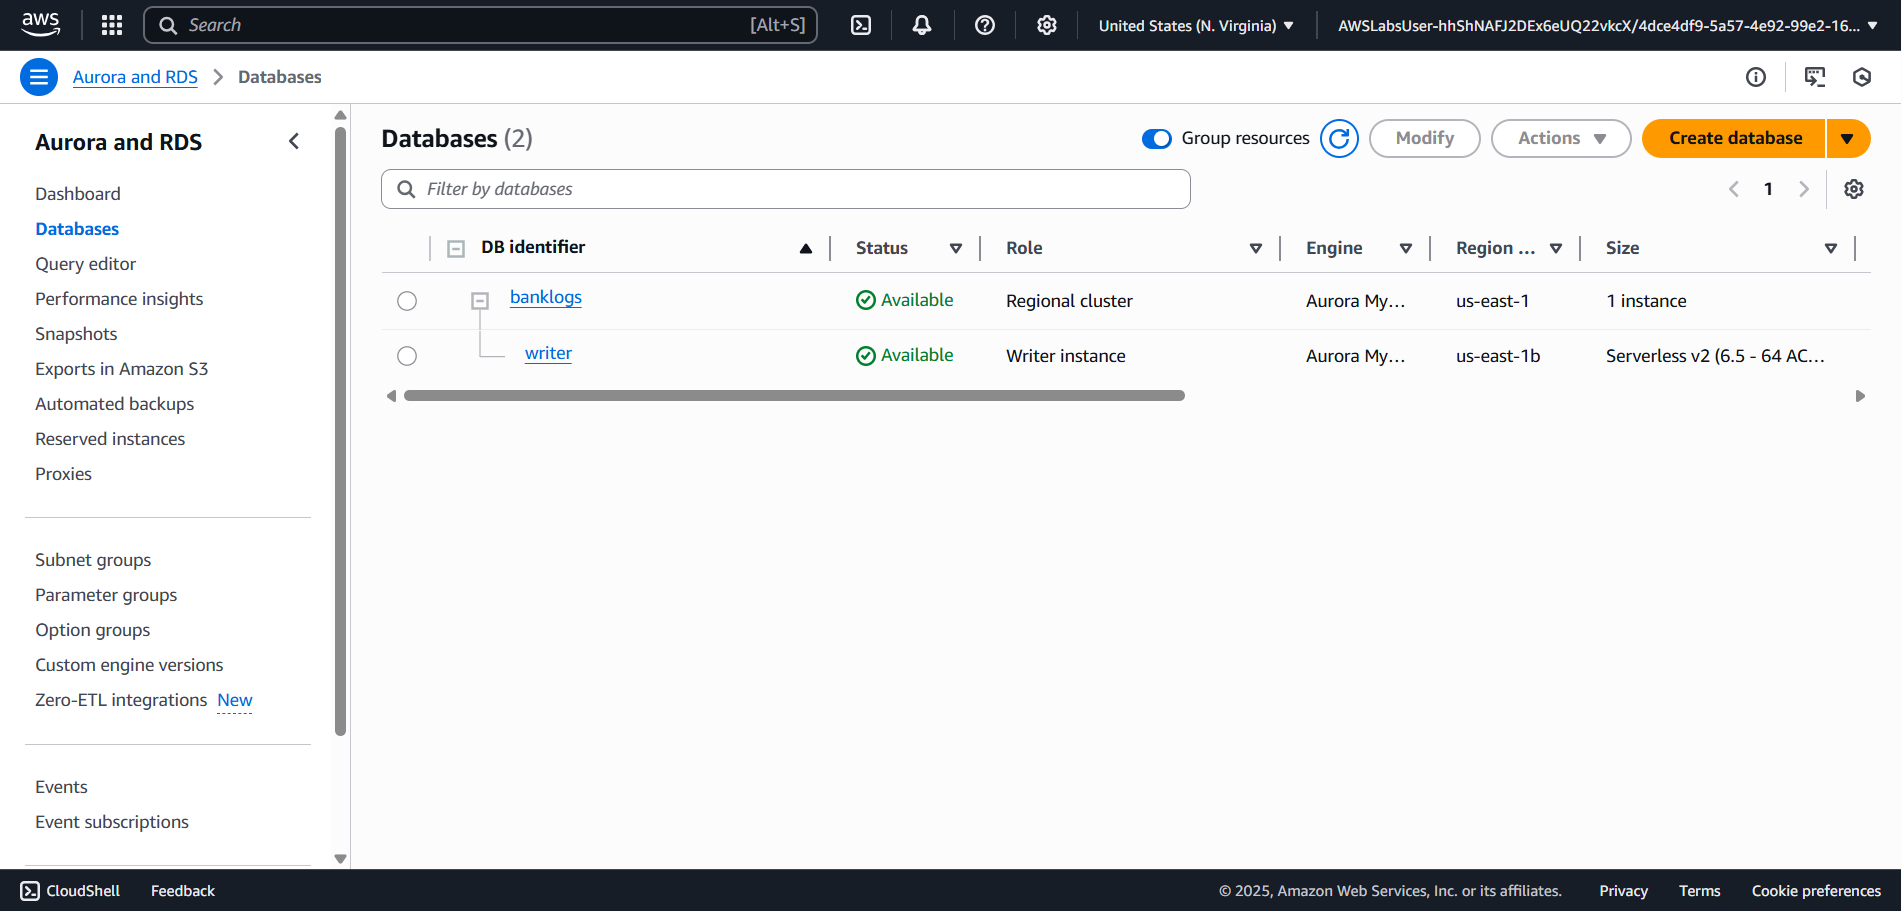 aws Search [Alt+S] United States (N. Virginia) AWSLabsUser-hhShNAFJ2DEx6eUQ22vkcX/4dce4df9-5a57-4e92-99e2-16...
Aurora and RDS > Databases
Aurora and RDS
Dashboard
Databases
Query editor
Performance insights
Snapshots
Exports in Amazon S3
Automated backups
Reserved instances
Proxies
Subnet groups
Parameter groups
Option groups
Custom engine versions
Zero-ETL integrations New
Events
Event subscriptions
Databases (2) Group resources Modify Actions Create database
Filter by databases 1
DB identifier Status Role Engine Region ... Size
banklogs Available Regional cluster Aurora My... us-east-1 1 instance
writer Available Writer instance Aurora My... us-east-1b Serverless v2 (6.5 - 64 AC...
CloudShell Feedback © 2025, Amazon Web Services, Inc. or its affiliates. Privacy Terms Cookie preferences